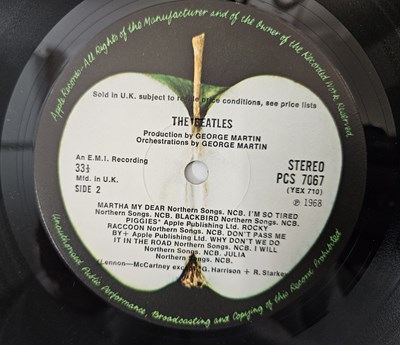 Apple Records—All Rights of the Manufacturer and of the Owner of the Recorded Work Reserved.
Sold in U.K. subject to price conditions, see price lists
THE BEATLES
Production by GEORGE MARTIN
Orchestrations by GEORGE MARTIN
An E.M.I. Recording
33⅓
Mfd. in U.K.
SIDE 2
STEREO
PCS 7067
(YEX 710)
℗ 1968
MARTHA MY DEAR Northern Songs. NCB. I'M SO TIRED
Northern Songs. NCB. BLACKBIRD Northern Songs. NCB.
PIGGIES* Apple Publishing Ltd. ROCKY
RACCOON Northern Songs. NCB. DON'T PASS ME
BY+ Apple Publishing Ltd. WHY DON'T WE DO
IT IN THE ROAD Northern Songs. NCB. I WILL
Northern Songs. NCB. JULIA
Northern Songs. NCB.
Lennon—McCartney G. Harrison + R. Starkey
Unauthorised Public Performance, Broadcasting and Copying of this Record Prohibited.